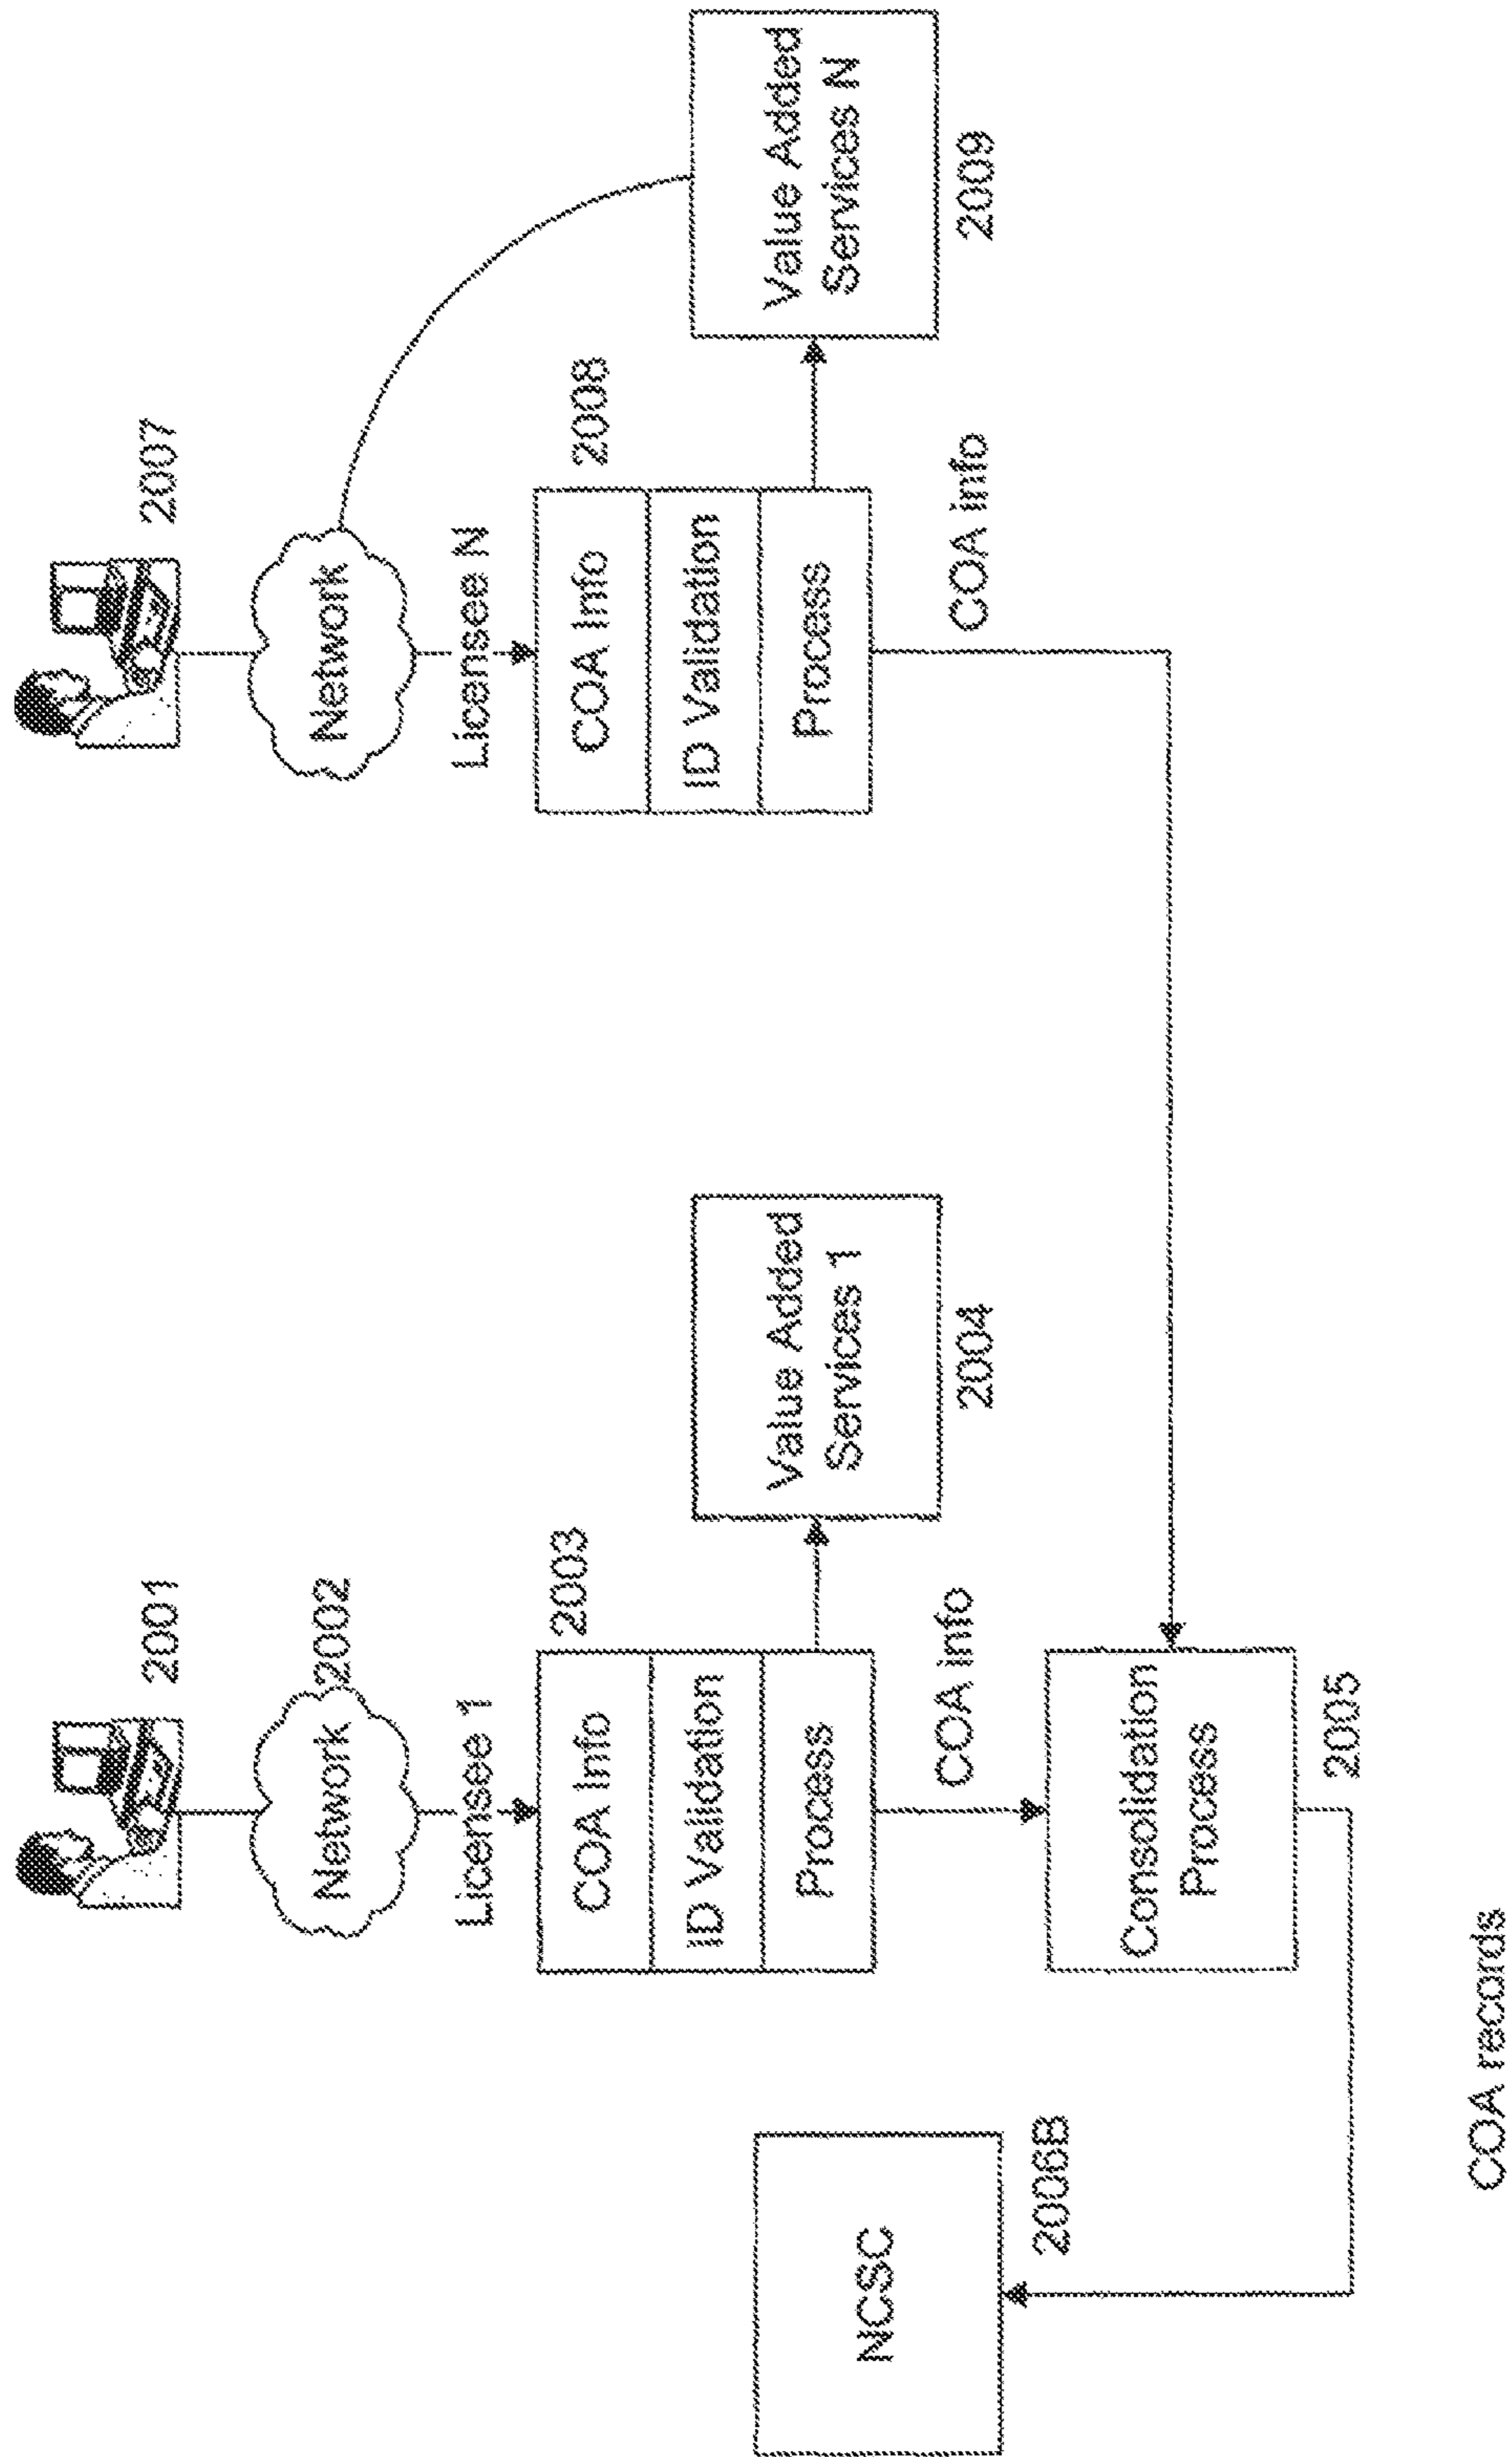 2001
2007
Network
2002
Network
Licensee 1
Licensee N
2003
COA Info
ID Validation
Process
2008
COA Info
ID Validation
Process
Value Added
Services 1
2004
Value Added
Services N
2009
COA info
COA info
NCSC
2006B
Consolidation
Process
2005
COA records